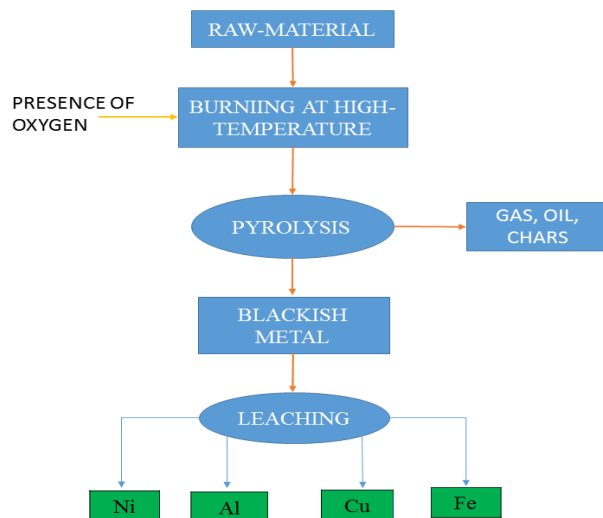 RAW-MATERIAL
PRESENCE OF
OXYGEN
BURNIING AT HIGH-
TEMPERATURE
PYROLYSIS
GAS, OIL,
CHARS
BLACKISH
METAL
LEACHING
Ni
Al
Cu
Fe